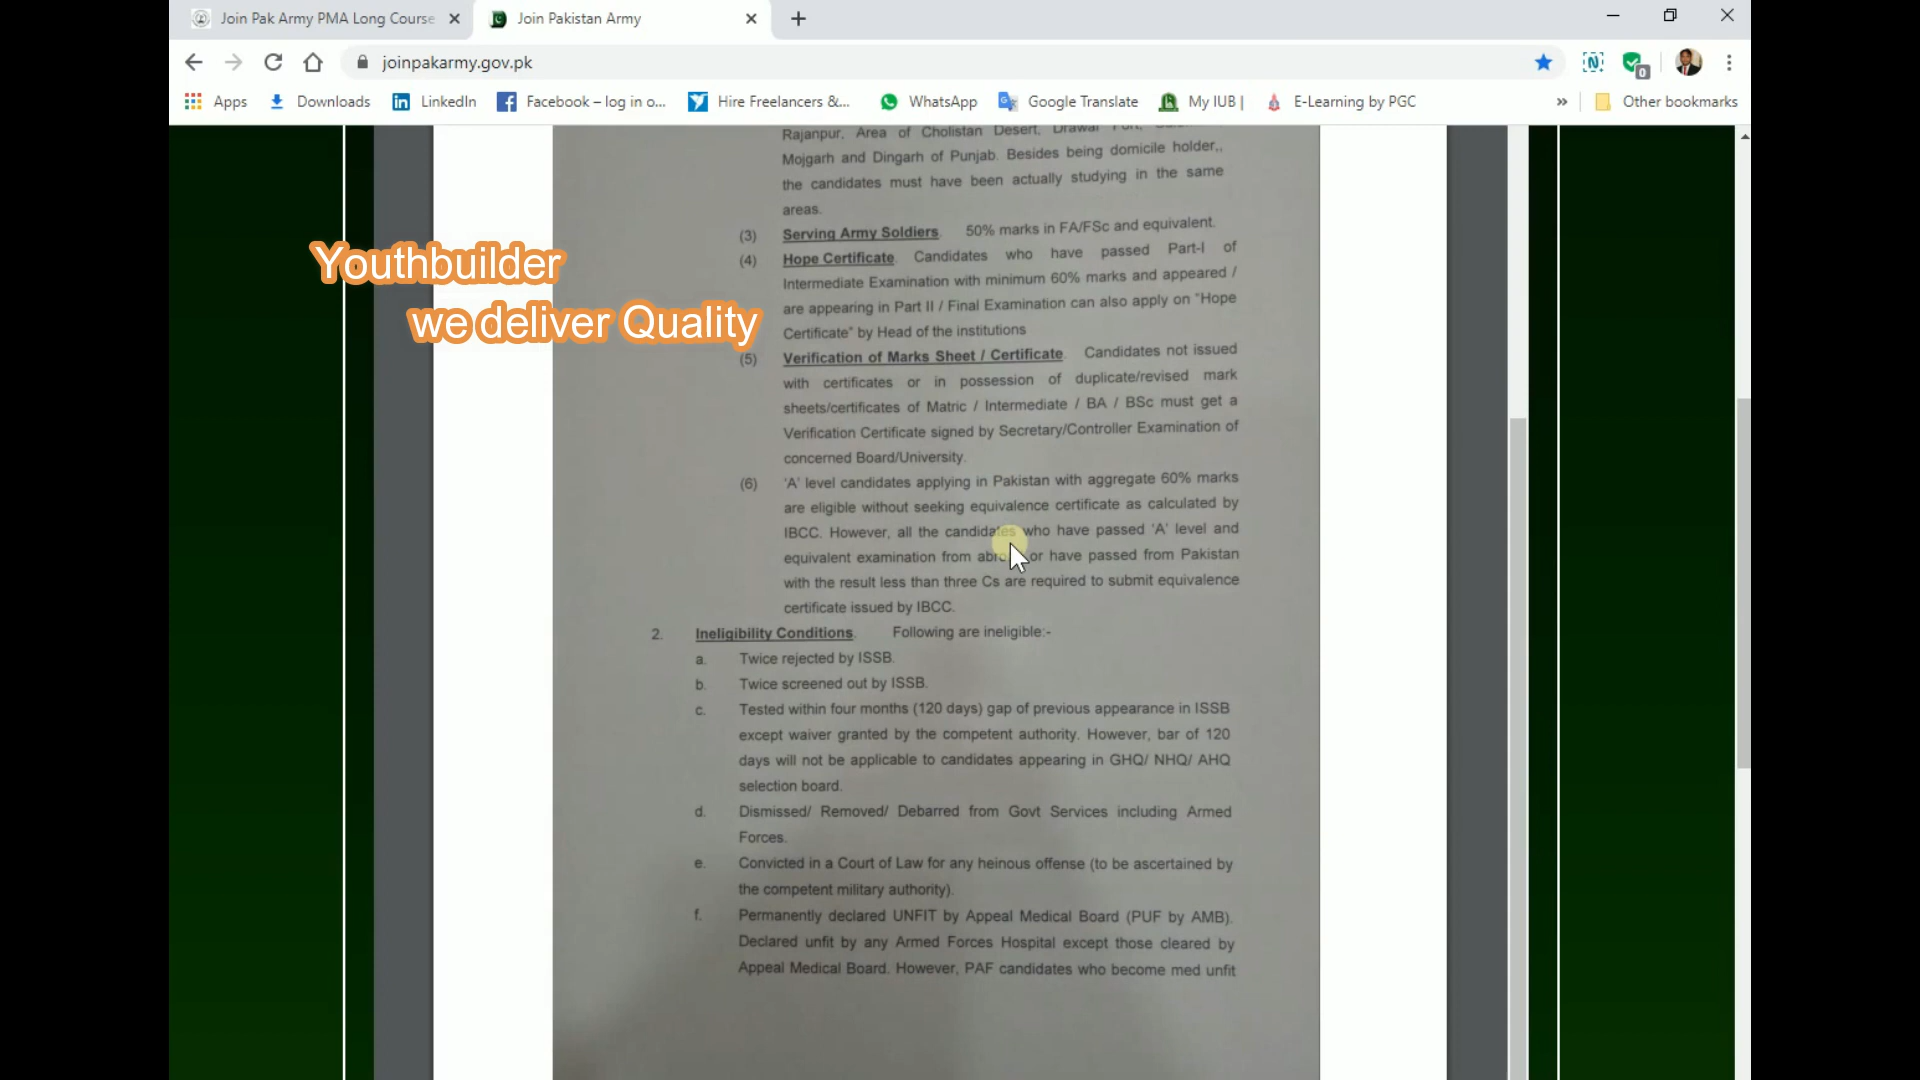 Join Pak Army PMA Long Course
Join Pakistan Army
joinpakarmy.gov.pk
0
Apps
Downloads
LinkedIn
Facebook – log in o...
Hire Freelancers &...
WhatsApp
Google Translate
My IUB |
E-Learning by PGC
»
Other bookmarks
Rajanpur, Area of Cholistan Desert,
Mojgarh and Dingarh of Punjab. Besides being domicile holder,,
the candidates must have been actually studying in the same
areas.
(3) Serving Army Soldiers. 50% marks in FA/FSc and equivalent.
(4) Hope Certificate. Candidates who have passed Part-I of
Intermediate Examination with minimum 60% marks and appeared /
are appearing in Part II / Final Examination can also apply on "Hope
Certificate" by Head of the institutions
(5) Verification of Marks Sheet / Certificate. Candidates not issued
with certificates or in possession of duplicate/revised mark
sheets/certificates of Matric / Intermediate / BA / BSc must get a
Verification Certificate signed by Secretary/Controller Examination of
concerned Board/University.
(6) 'A' level candidates applying in Pakistan with aggregate 60% marks
are eligible without seeking equivalence certificate as calculated by
IBCC. However, all the candidates who have passed 'A' level and
equivalent examination from abroad or have passed from Pakistan
with the result less than three Cs are required to submit equivalence
certificate issued by IBCC.
2. Ineligibility Conditions. Following are ineligible:-
a. Twice rejected by ISSB.
b. Twice screened out by ISSB.
c. Tested within four months (120 days) gap of previous appearance in ISSB
except waiver granted by the competent authority. However, bar of 120
days will not be applicable to candidates appearing in GHQ/ NHQ/ AHQ
selection board.
d. Dismissed/ Removed/ Debarred from Govt Services including Armed
Forces.
e. Convicted in a Court of Law for any heinous offense (to be ascertained by
the competent military authority).
f. Permanently declared UNFIT by Appeal Medical Board (PUF by AMB).
Declared unfit by any Armed Forces Hospital except those cleared by
Appeal Medical Board. However, PAF candidates who become med unfit
Youthbuilder
we deliver Quality